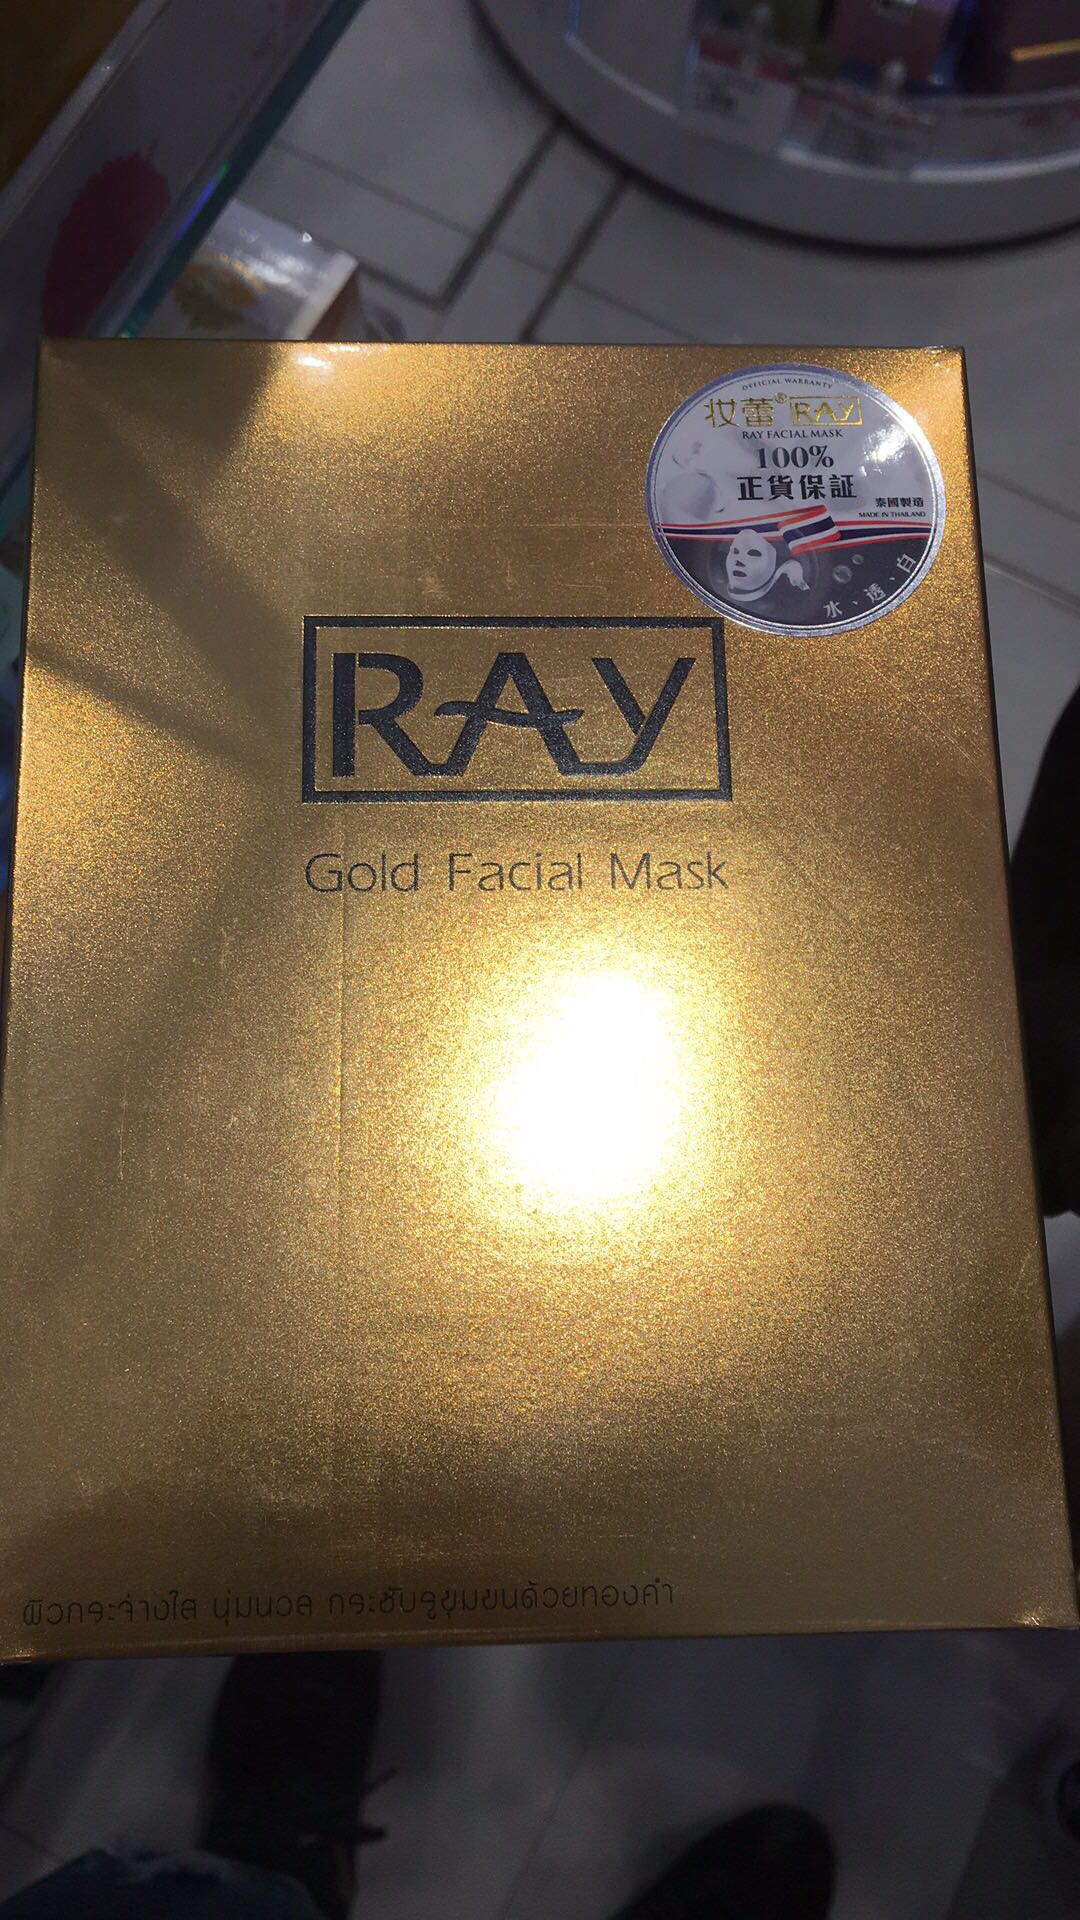 OFFICIAL WARRANTY
妆蕾® RAY
RAY FACIAL MASK
100%
正貨保証
泰國製造
MADE IN THAILAND
水、透、白
RAY
Gold Facial Mask
ผิวกระจ่างใส นุ่มนวล กระชับรูขุมขนด้วยทองคำ